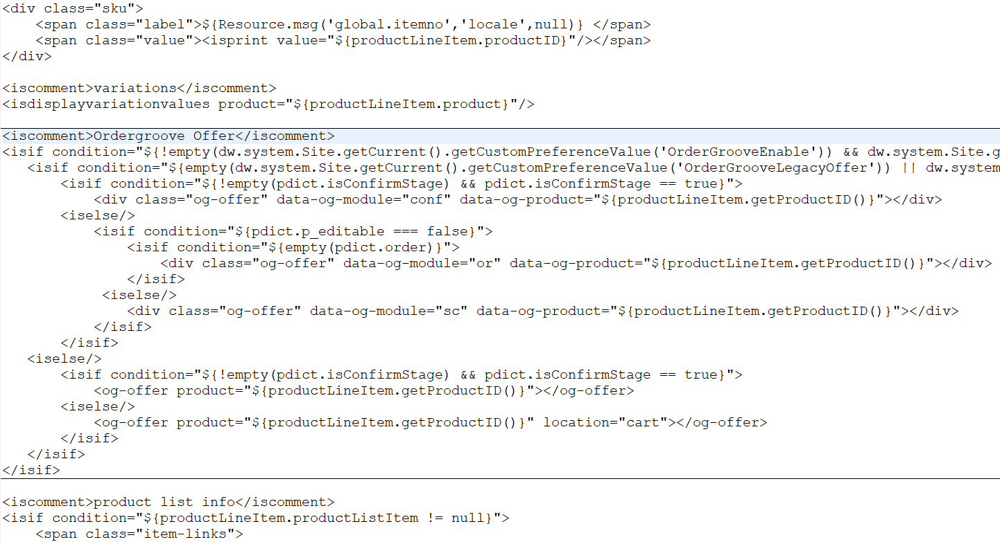 <div class="sku">
    <span class="label">${Resource.msg('global.itemno','locale',null)} </span>
    <span class="value"><isprint value="${productLineItem.productID}"/></span>
</div>

<iscomment>variations</iscomment>
<isdisplayvariationvalues product="${productLineItem.product}"/>

<iscomment>Ordergroove Offer</iscomment>
<isif condition="${!empty(dw.system.Site.getCurrent().getCustomPreferenceValue('OrderGrooveEnable')) && dw.system.Site.g
   <isif condition="${empty(dw.system.Site.getCurrent().getCustomPreferenceValue('OrderGrooveLegacyOffer')) || dw.system
       <isif condition="${!empty(pdict.isConfirmStage) && pdict.isConfirmStage == true}">
           <div class="og-offer" data-og-module="conf" data-og-product="${productLineItem.getProductID()}"></div>
       <iselse/>
           <isif condition="${pdict.p_editable === false}">
               <isif condition="${empty(pdict.order)}">
                   <div class="og-offer" data-og-module="or" data-og-product="${productLineItem.getProductID()}"></div>
               </isif>
            <iselse/>
               <div class="og-offer" data-og-module="sc" data-og-product="${productLineItem.getProductID()}"></div>
           </isif>
       </isif>
   <iselse/>
       <isif condition="${!empty(pdict.isConfirmStage) && pdict.isConfirmStage == true}">
           <og-offer product="${productLineItem.getProductID()}"></og-offer>
       <iselse/>
           <og-offer product="${productLineItem.getProductID()}" location="cart"></og-offer>
       </isif>
   </isif>
</isif>

<iscomment>product list info</iscomment>
<isif condition="${productLineItem.productListItem != null}">
    <span class="item-links">